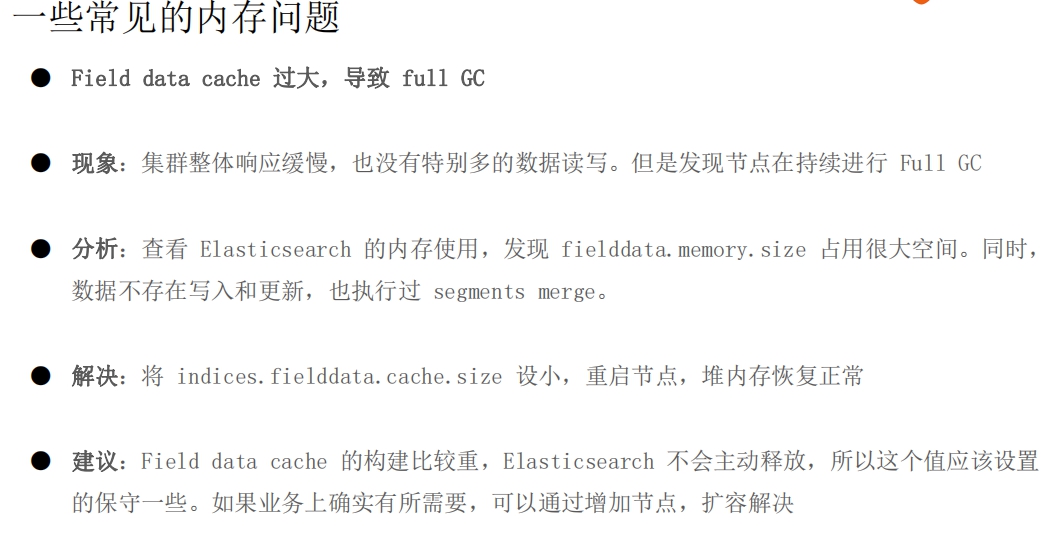 一些常见的内存问题
● Field data cache 过大，导致 full GC
● 现象：集群整体响应缓慢，也没有特别多的数据读写。但是发现节点在持续进行 Full GC
● 分析：查看 Elasticsearch 的内存使用，发现 fielddata.memory.size 占用很大空间。同时，
数据不存在写入和更新，也执行过 segments merge。
● 解决：将 indices.fielddata.cache.size 设小，重启节点，堆内存恢复正常
● 建议：Field data cache 的构建比较重，Elasticsearch 不会主动释放，所以这个值应该设置
的保守一些。如果业务上确实有所需要，可以通过增加节点，扩容解决